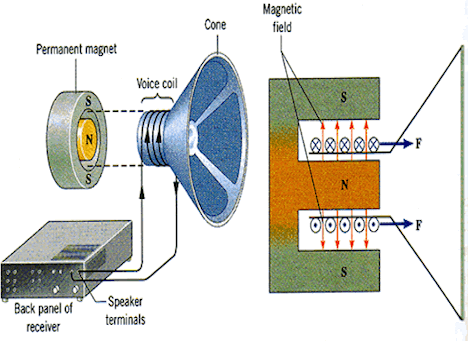 Cone
Magnetic
field
Permanent magnet
Voice coil
S
N
S
S
F
N
F
S
Back panel of
receiver
Speaker
terminals